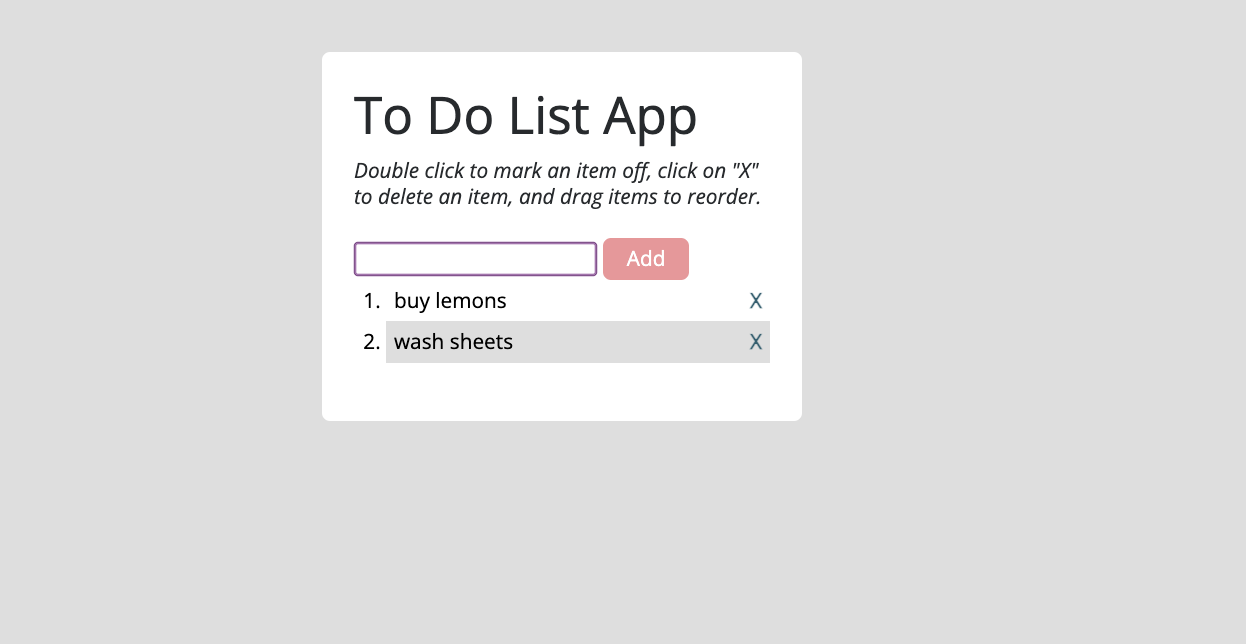 To Do List App
Double click to mark an item off, click on "X"
to delete an item, and drag items to reorder.
Add
1. buy lemons X
2. wash sheets X